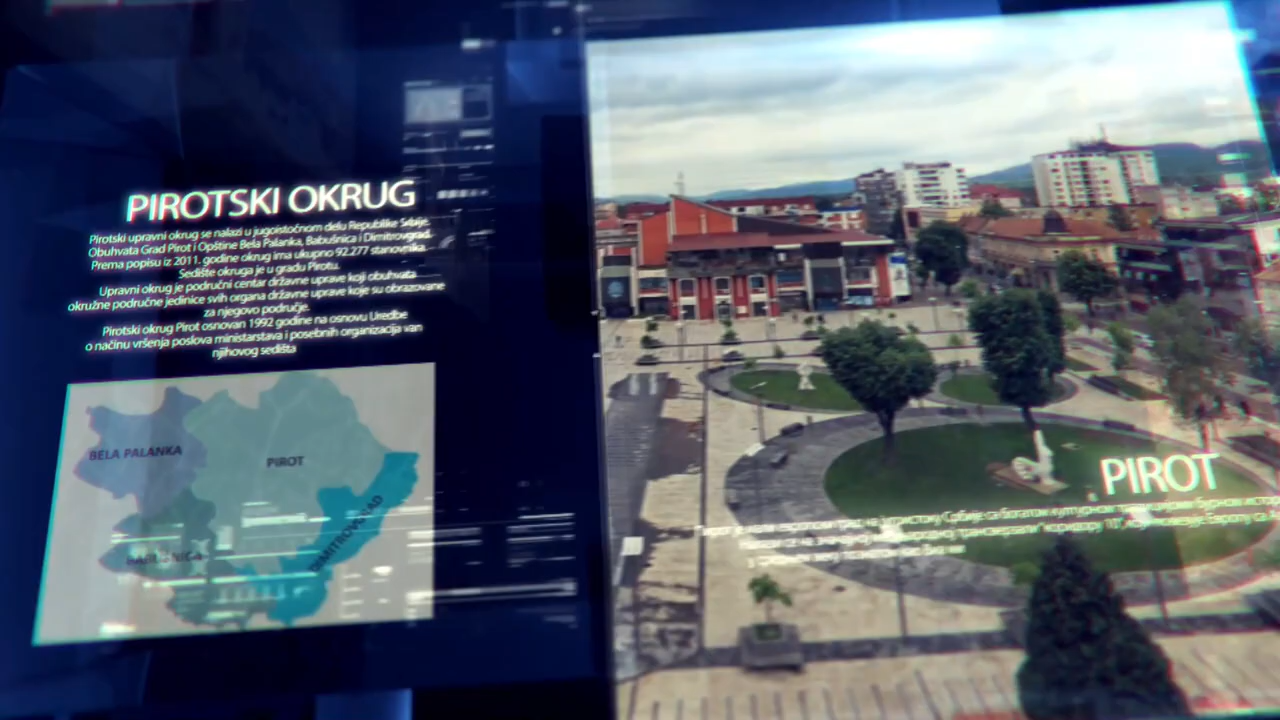 PIROTSKI OKRUG
Pirotski upravni okrug se nalazi u jugoistočnom delu Republike Srbije.
Obuhvata Grad Pirot i Opštine Bela Palanka, Babušnica i Dimitrovgrad.
Prema popisu iz 2011. godine okrug ima ukupno 92.277 stanovnika.
Sedište okruga je u gradu Pirotu.
Upravni okrug je područni centar državne uprave koji obuhvata
okružne područne jedinice svih organa državne uprave koje su obrazovane
za njegovo područje.
Pirotski okrug Pirot osnovan 1992 godine na osnovu Uredbe
o načinu vršenja poslova ministarstava i posebnih organizacija van
njihovog sedišta
BELA PALANKA
PIROT
DIMITROVGRAD
BABUŠNICA
PIROT